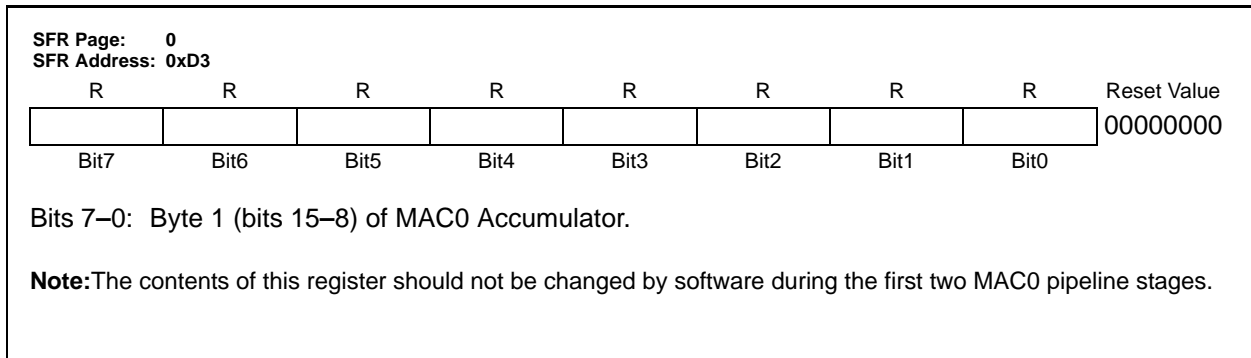 SFR Page: 0
SFR Address: 0xD3
R R R R R R R R Reset Value
00000000
Bit7 Bit6 Bit5 Bit4 Bit3 Bit2 Bit1 Bit0
Bits 7–0: Byte 1 (bits 15–8) of MAC0 Accumulator.
Note:The contents of this register should not be changed by software during the first two MAC0 pipeline stages.